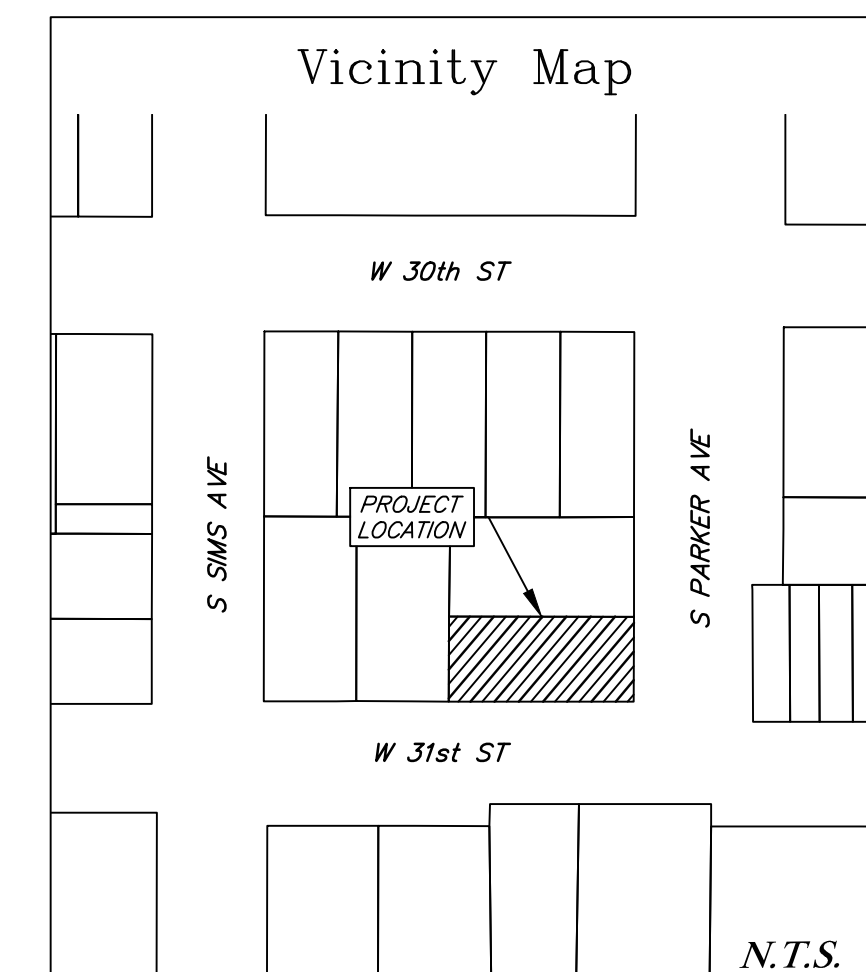 Vicinity Map
W 30th ST
S SIMS AVE
PROJECT
LOCATION
S PARKER AVE
W 31st ST
N.T.S.